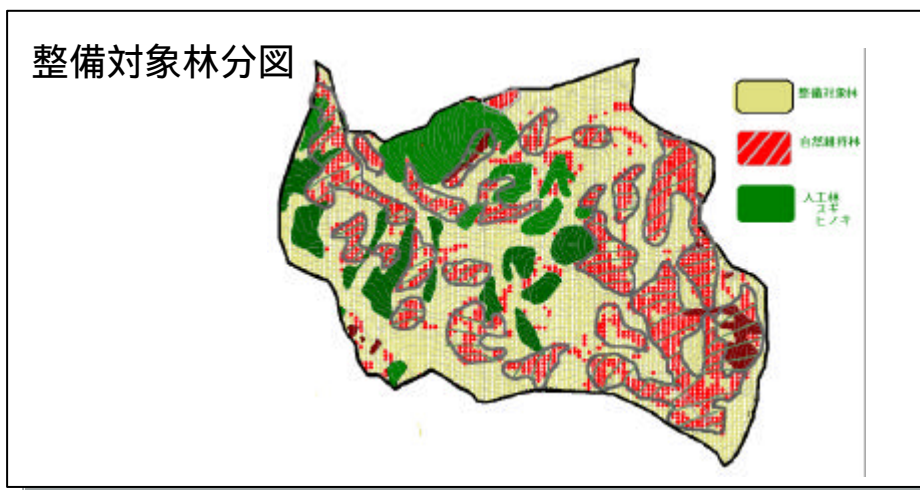 整備対象林分図
整備対象林
自然維持林
人工林
スギ
ヒノキ